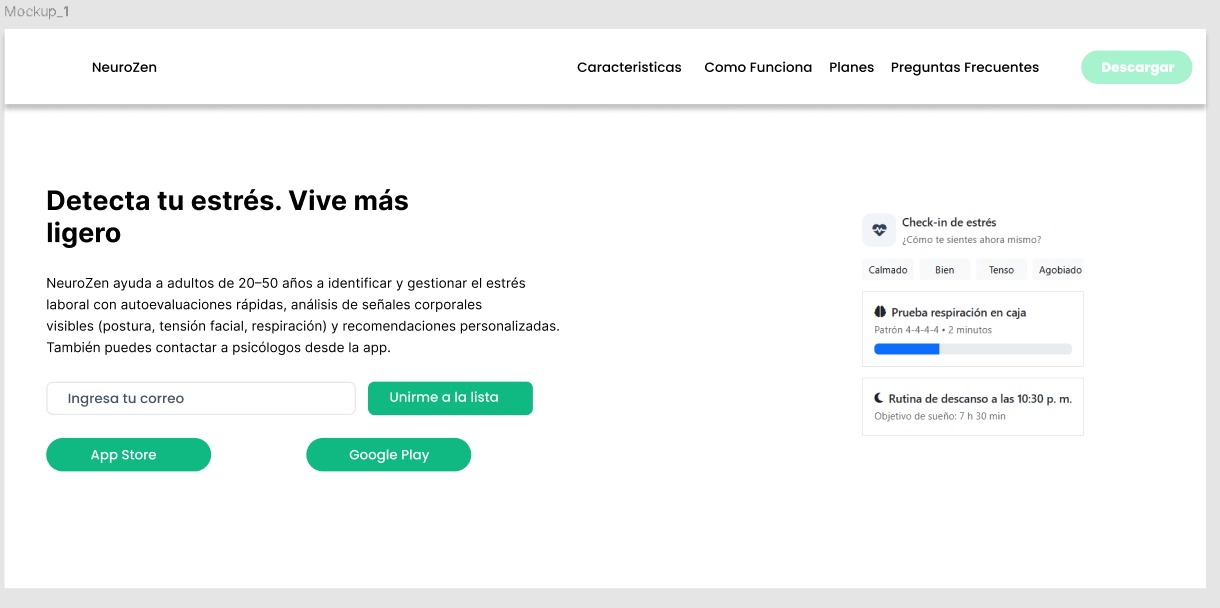 Mockup_1
NeuroZen
Caracteristicas
Como Funciona
Planes
Preguntas Frecuentes
Descargar
Detecta tu estrés. Vive más
ligero
NeuroZen ayuda a adultos de 20–50 años a identificar y gestionar el estrés
laboral con autoevaluaciones rápidas, análisis de señales corporales
visibles (postura, tensión facial, respiración) y recomendaciones personalizadas.
También puedes contactar a psicólogos desde la app.
Ingresa tu correo
Unirme a la lista
App Store
Google Play
Check-in de estrés
¿Cómo te sientes ahora mismo?
Calmado
Bien
Tenso
Agobiado
Prueba respiración en caja
Patrón 4-4-4-4 • 2 minutos
Rutina de descanso a las 10:30 p. m.
Objetivo de sueño: 7 h 30 min